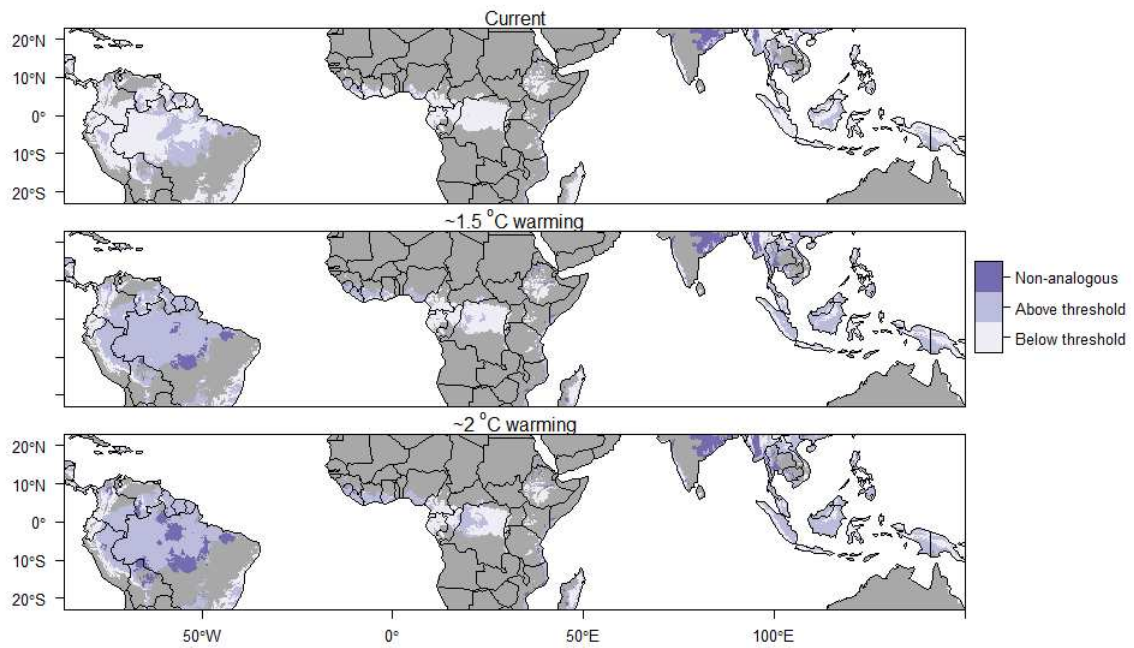 Current
20°N
10°N
0°
10°S
20°S
~1.5 °C warming
Non-analogous
Above threshold
Below threshold
~2 °C warming
20°N
10°N
0°
10°S
20°S
50°W
0°
50°E
100°E